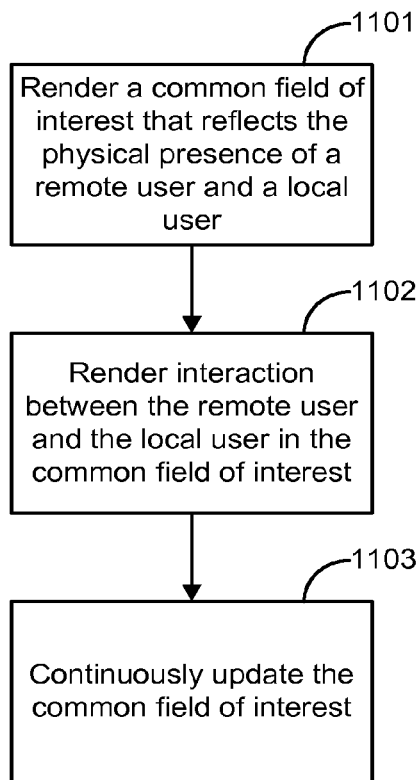 1101
Render a common field of
interest that reflects the
physical presence of a
remote user and a local
user
1102
Render interaction
between the remote user
and the local user in the
common field of interest
1103
Continuously update the
common field of interest